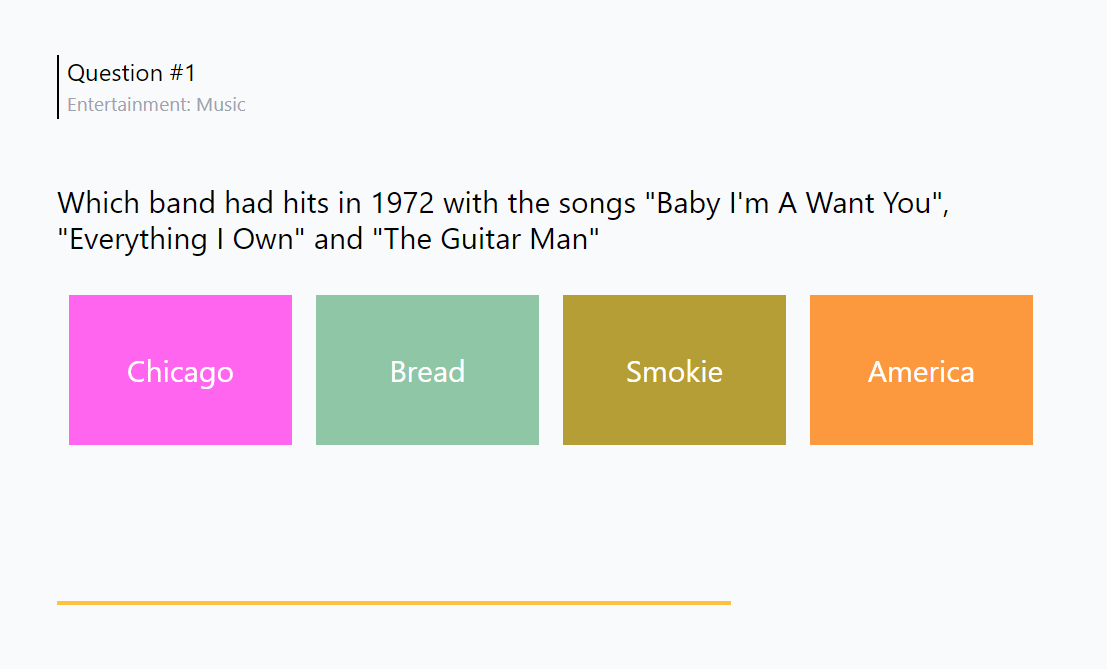 Question #1
Entertainment: Music
Which band had hits in 1972 with the songs "Baby I'm A Want You",
"Everything I Own" and "The Guitar Man"
Chicago
Bread
Smokie
America